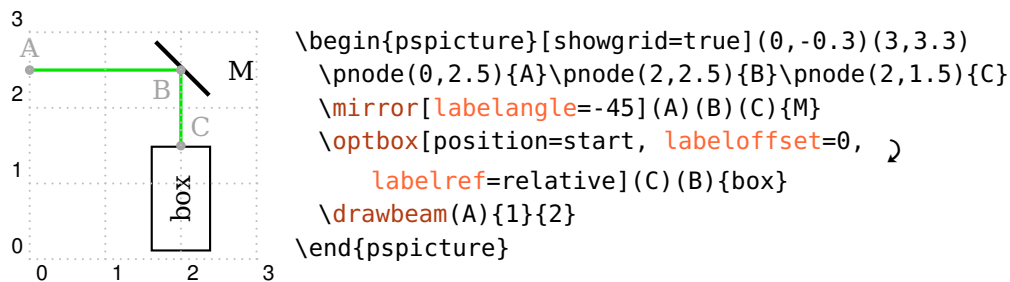 3
A
M
2
B
C
1
box
0
0 1 2 3
\begin{pspicture}[showgrid=true](0,-0.3)(3,3.3)
\pnode(0,2.5){A}\pnode(2,2.5){B}\pnode(2,1.5){C}
\mirror[labelangle=-45](A)(B)(C){M}
\optbox[position=start, labeloffset=0,
labelref=relative](C)(B){box}
\drawbeam(A){1}{2}
\end{pspicture}